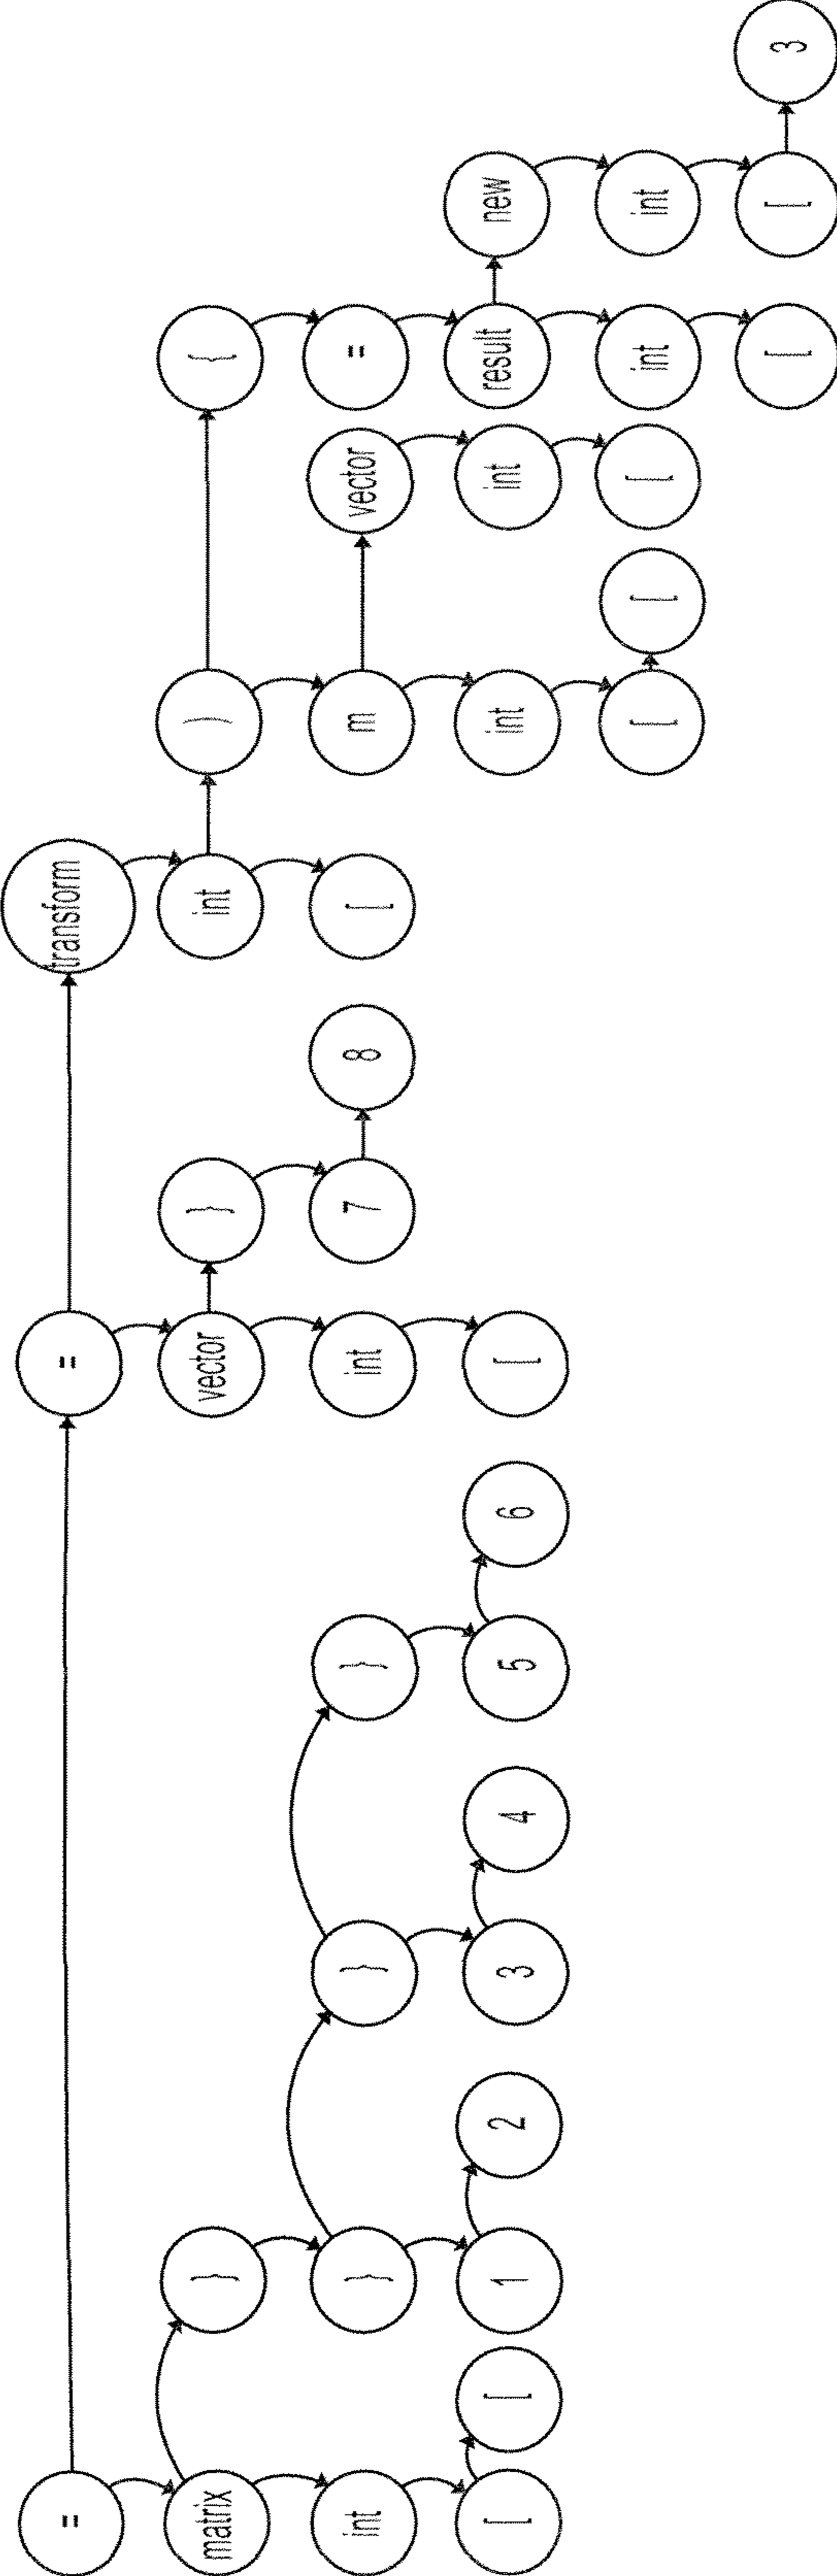 = = transform
matrix } vector } int ) {
int } } } int 7 8 [ m vector =
[ [ 1 2 3 4 5 6 [ int int result new
[ [ [ int int
[ [ 3